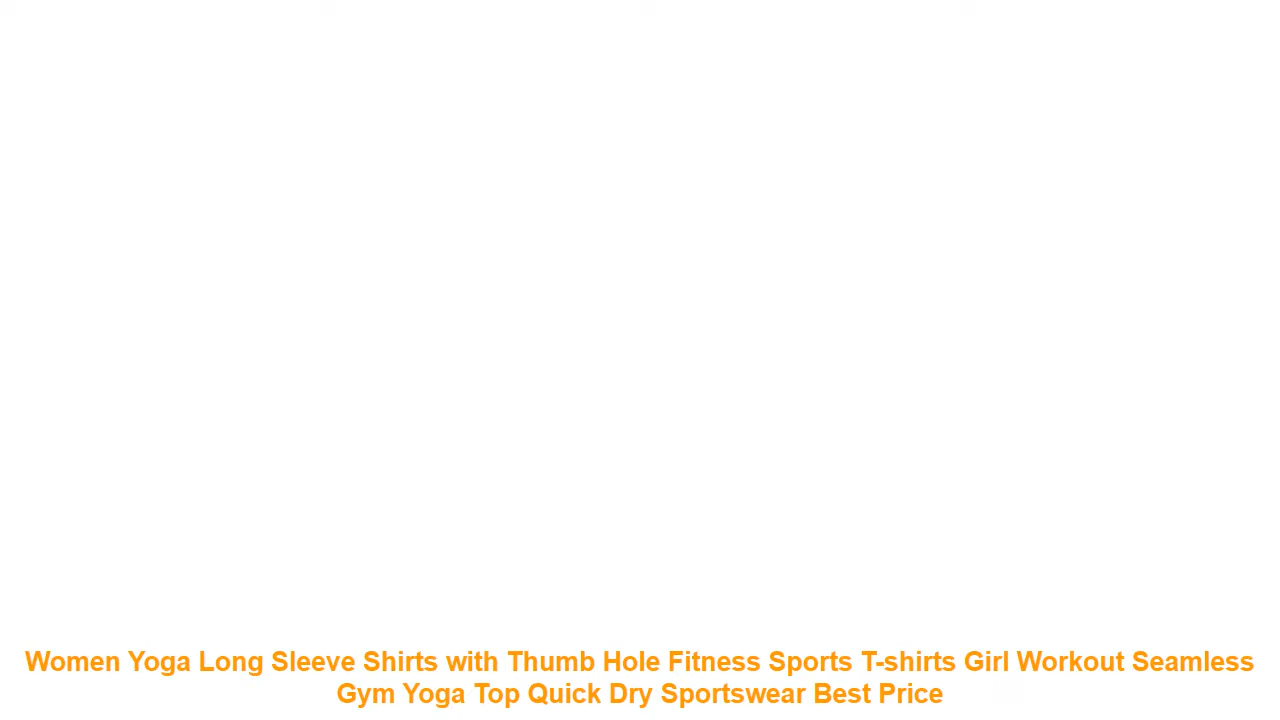 Women Yoga Long Sleeve Shirts with Thumb Hole Fitness Sports T-shirts Girl Workout Seamless
Gym Yoga Top Quick Dry Sportswear Best Price